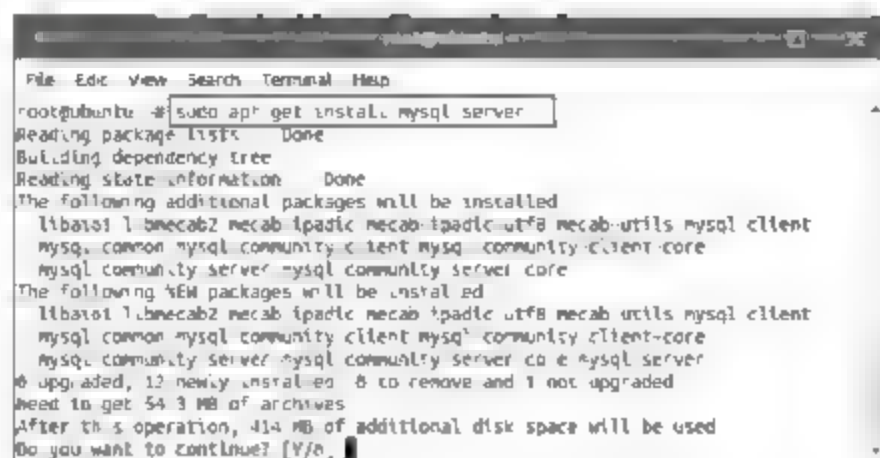 File Edit View Search Terminal Help
root@ubuntu # sudo apt get install mysql server
Reading package lists Done
Building dependency tree
Reading state information Done
The following additional packages will be installed
libaio1 libmecab2 mecab ipadic mecab ipadic utf8 mecab utils mysql client
mysql common mysql community client mysql community client core
mysql community server mysql community server core
The following NEW packages will be installed
libaio1 libmecab2 mecab ipadic mecab ipadic utf8 mecab utils mysql client
mysql common mysql community client mysql community client-core
mysql community server mysql community server core mysql server
upgraded, newly installed to remove and 1 not upgraded
Need to get 54 3 MB of archives
After this operation, 414 MB of additional disk space will be used
Do you want to continue? [Y/n